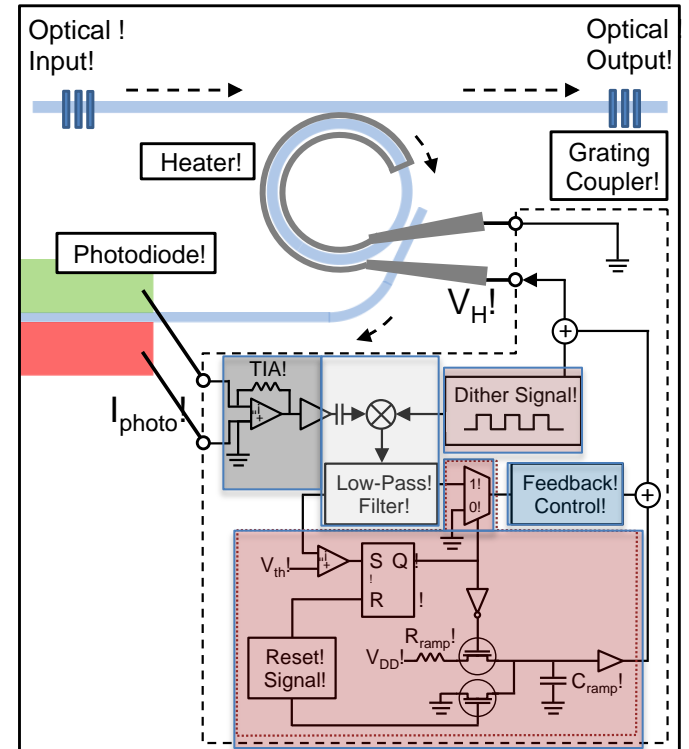 Optical !
Input!
Optical
Output!
Heater!
Grating
Coupler!
Photodiode!
V_H!
TIA!
I_photo!
Dither Signal!
Low-Pass!
Filter!
1!
0!
Feedback!
Control!
V_th!
S Q !
!
R !
Reset!
Signal!
R_ramp!
V_DD!
C_ramp!